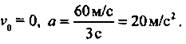 v₀ = 0, a = 60 м/с / 3 с = 20 м/с².